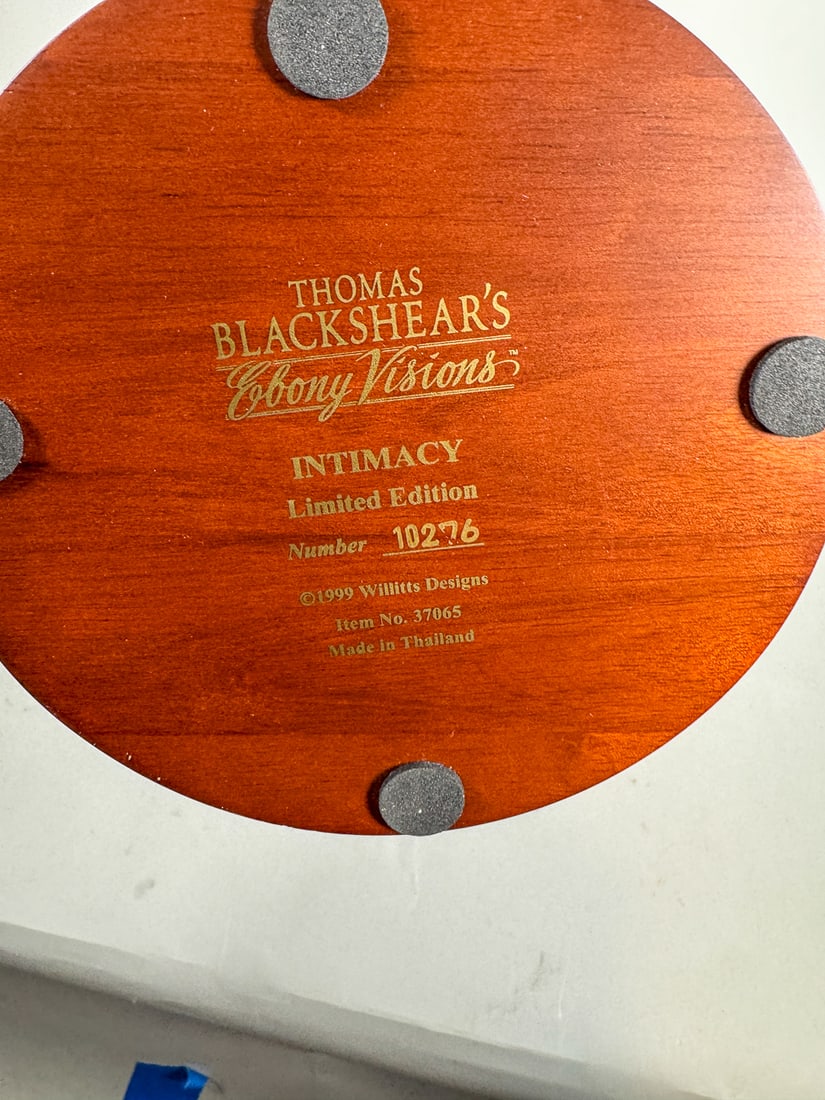 THOMAS
BLACKSHEAR'S
Ebony Visions™
INTIMACY
Limited Edition
Number 10276
©1999 Willitts Designs
Item No. 37065
Made in Thailand